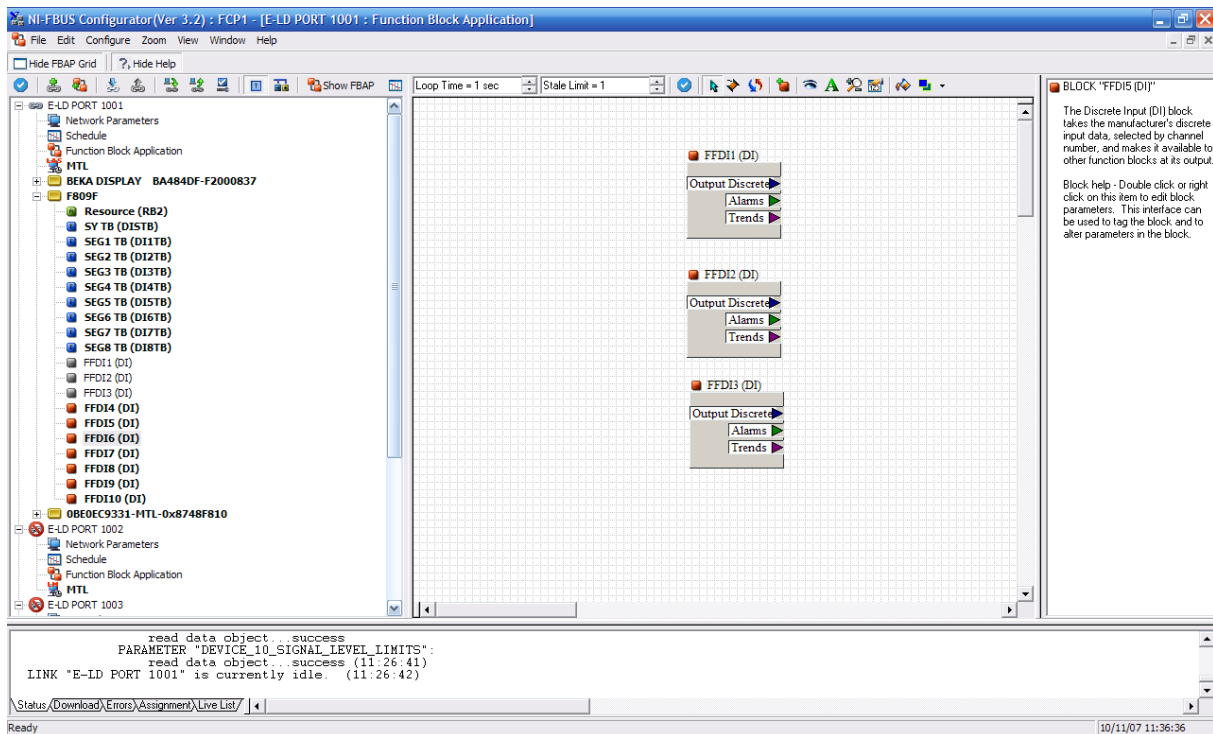 NI-FBUS Configurator(Ver 3.2) : FCP1 - [E-LD PORT 1001 : Function Block Application]
File Edit Configure Zoom View Window Help
Hide FBAP Grid ?, Hide Help
Show FBAP Loop Time = 1 sec Stale Limit = 1
E-LD PORT 1001
Network Parameters
Schedule
Function Block Application
MTL
BEKA DISPLAY BA484DF-F2000837
F809F
Resource (RB2)
SY TB (DISTB)
SEG1 TB (DI1TB)
SEG2 TB (DI2TB)
SEG3 TB (DI3TB)
SEG4 TB (DI4TB)
SEG5 TB (DI5TB)
SEG6 TB (DI6TB)
SEG7 TB (DI7TB)
SEG8 TB (DI8TB)
FFDI1 (DI)
FFDI2 (DI)
FFDI3 (DI)
FFDI4 (DI)
FFDI5 (DI)
FFDI6 (DI)
FFDI7 (DI)
FFDI8 (DI)
FFDI9 (DI)
FFDI10 (DI)
0BE0EC9331-MTL-0x8748F810
E-LD PORT 1002
Network Parameters
Schedule
Function Block Application
MTL
E-LD PORT 1003
FFDI1 (DI)
Output Discrete
Alarms
Trends
FFDI2 (DI)
Output Discrete
Alarms
Trends
FFDI3 (DI)
Output Discrete
Alarms
Trends
BLOCK "FFDI5 (DI)"
The Discrete Input (DI) block
takes the manufacturer's discrete
input data, selected by channel
number, and makes it available to
other function blocks at its output.
Block help - Double click or right
click on this item to edit block
parameters. This interface can
be used to tag the block and to
alter parameters in the block.
read data object...success
PARAMETER "DEVICE_10_SIGNAL_LEVEL_LIMITS":
read data object...success (11:26:41)
LINK "E-LD PORT 1001" is currently idle. (11:26:42)
Status Download Errors Assignment Live List
Ready 10/11/07 11:36:36